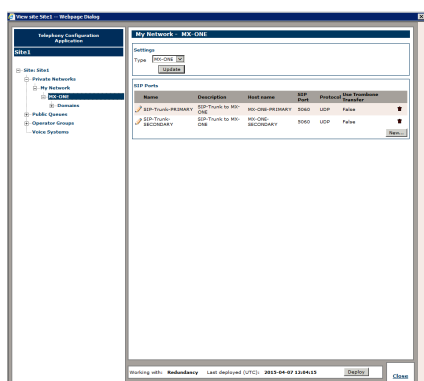 View site Site1 -- Webpage Dialog
Telephony Configuration
Application
Site1
Site: Site1
Private Networks
My Network
MX-ONE
Domains
Public Queues
Operator Groups
Voice Systems
My Network - MX-ONE
Settings
Type MX-ONE
Update
SIP Ports
Name Description Host name SIP Port Protocol Use Trombone Transfer
SIP-Trunk-PRIMARY SIP-Trunk to MX-ONE MX-ONE-PRIMARY 5060 UDP False
SIP-Trunk-SECONDARY SIP-Trunk to MX-ONE MX-ONE-SECONDARY 5060 UDP False
New...
Working with: Redundancy Last deployed (UTC): 2015-04-07 13:04:15 Deploy
Close